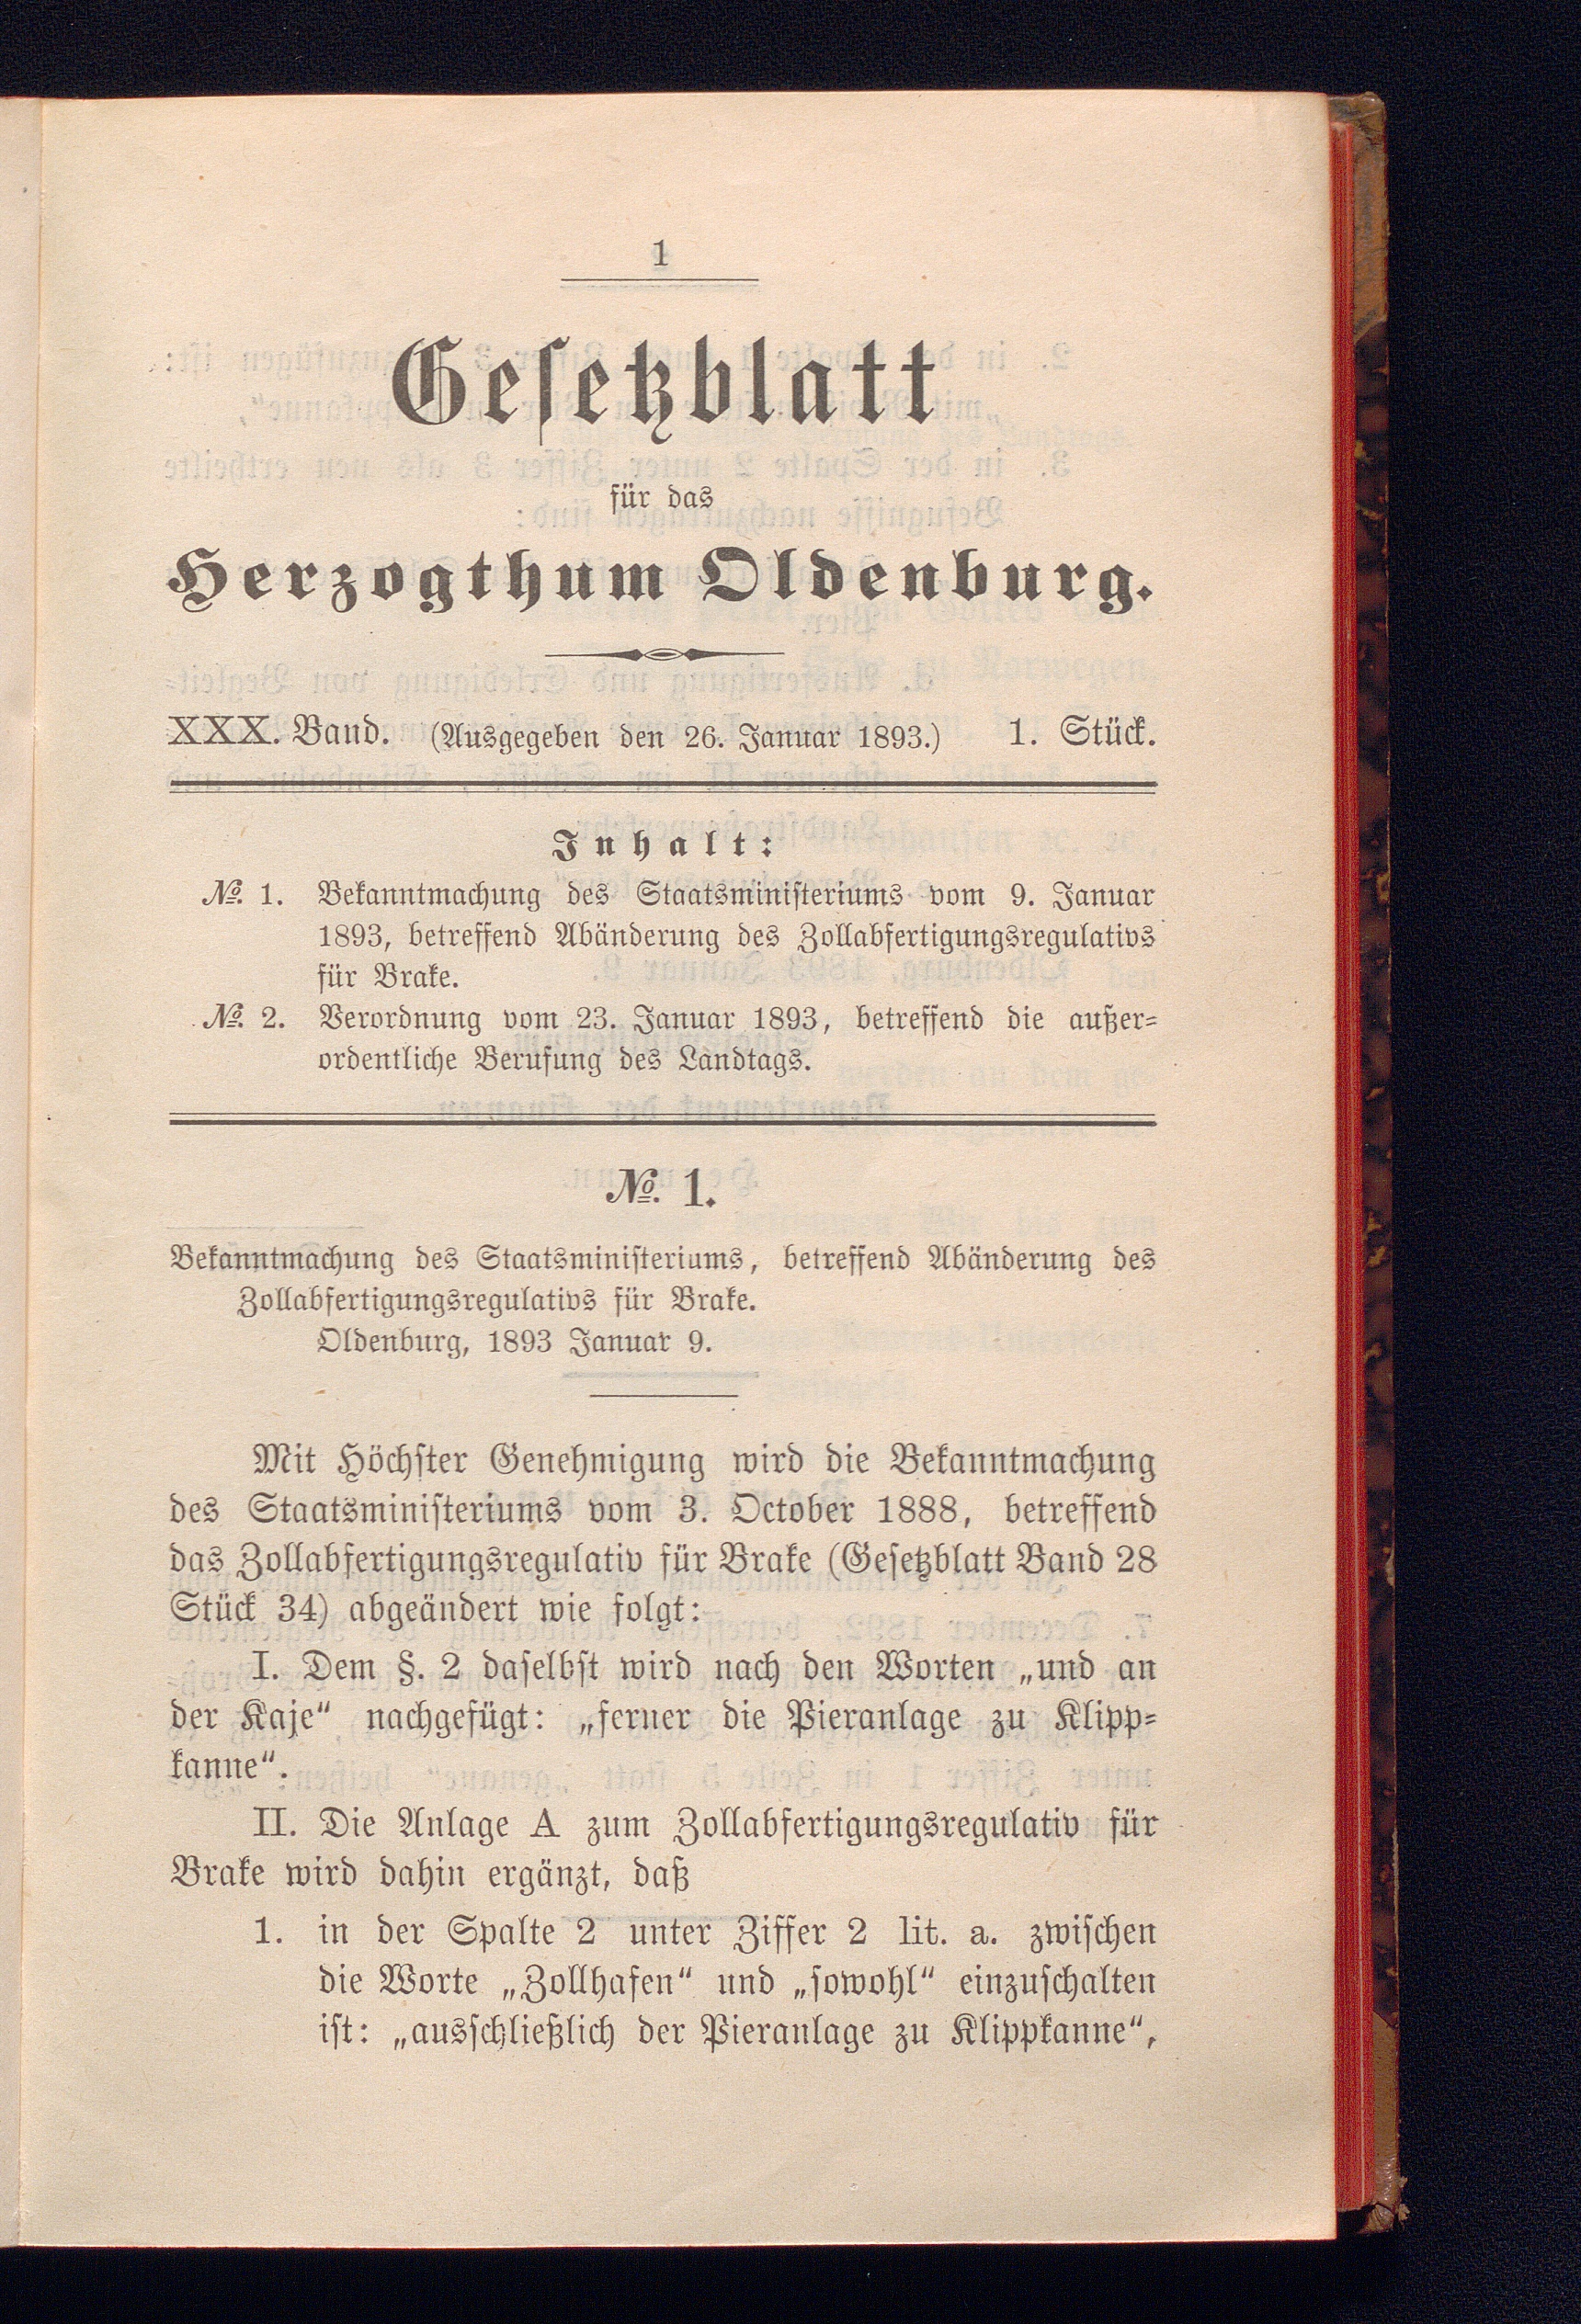 1
Gesetzblatt
für das
Herzogthum Oldenburg.
XXX. Band. (Ausgegeben den 26. Januar 1893.) 1. Stück.
Inhalt:
№. 1. Bekanntmachung des Staatsministeriums vom 9. Januar
1893, betreffend Abänderung des Zollabfertigungsregulativs
für Brake.
№. 2. Verordnung vom 23. Januar 1893, betreffend die außer-
ordentliche Berufung des Landtags.
№. 1.
Bekanntmachung des Staatsministeriums, betreffend Abänderung des
Zollabfertigungsregulativs für Brake.
Oldenburg, 1893 Januar 9.
Mit Höchster Genehmigung wird die Bekanntmachung
des Staatsministeriums vom 3. October 1888, betreffend
das Zollabfertigungsregulativ für Brake (Gesetzblatt Band 28
Stück 34) abgeändert wie folgt:
I. Dem §. 2 daselbst wird nach den Worten „und an
der Kaje“ nachgefügt: „ferner die Pieranlage zu Klipp-
kanne“.
II. Die Anlage A zum Zollabfertigungsregulativ für
Brake wird dahin ergänzt, daß
1. in der Spalte 2 unter Ziffer 2 lit. a. zwischen
die Worte „Zollhafen“ und „sowohl“ einzuschalten
ist: „ausschließlich der Pieranlage zu Klippkanne“,